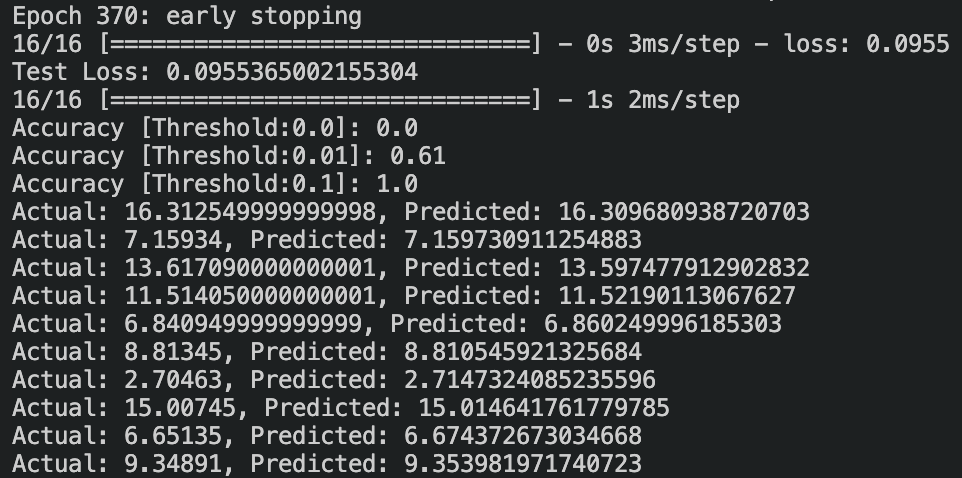 Epoch 370: early stopping
16/16 [==============================] - 0s 3ms/step - loss: 0.0955
Test Loss: 0.0955365002155304
16/16 [==============================] - 1s 2ms/step
Accuracy [Threshold:0.0]: 0.0
Accuracy [Threshold:0.01]: 0.61
Accuracy [Threshold:0.1]: 1.0
Actual: 16.312549999999998, Predicted: 16.309680938720703
Actual: 7.15934, Predicted: 7.159730911254883
Actual: 13.617090000000001, Predicted: 13.597477912902832
Actual: 11.514050000000001, Predicted: 11.52190113067627
Actual: 6.840949999999999, Predicted: 6.860249996185303
Actual: 8.81345, Predicted: 8.810545921325684
Actual: 2.70463, Predicted: 2.7147324085235596
Actual: 15.00745, Predicted: 15.014641761779785
Actual: 6.65135, Predicted: 6.674372673034668
Actual: 9.34891, Predicted: 9.353981971740723